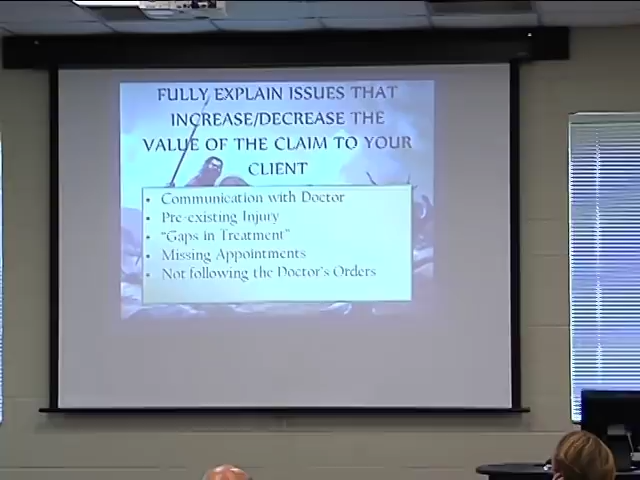 FULLY EXPLAIN ISSUES THAT
INCREASE/DECREASE THE
VALUE OF THE CLAIM TO YOUR
CLIENT
• Communication with Doctor
• Pre-existing Injury
• "Gaps in Treatment"
• Missing Appointments
• Not following the Doctor's Orders